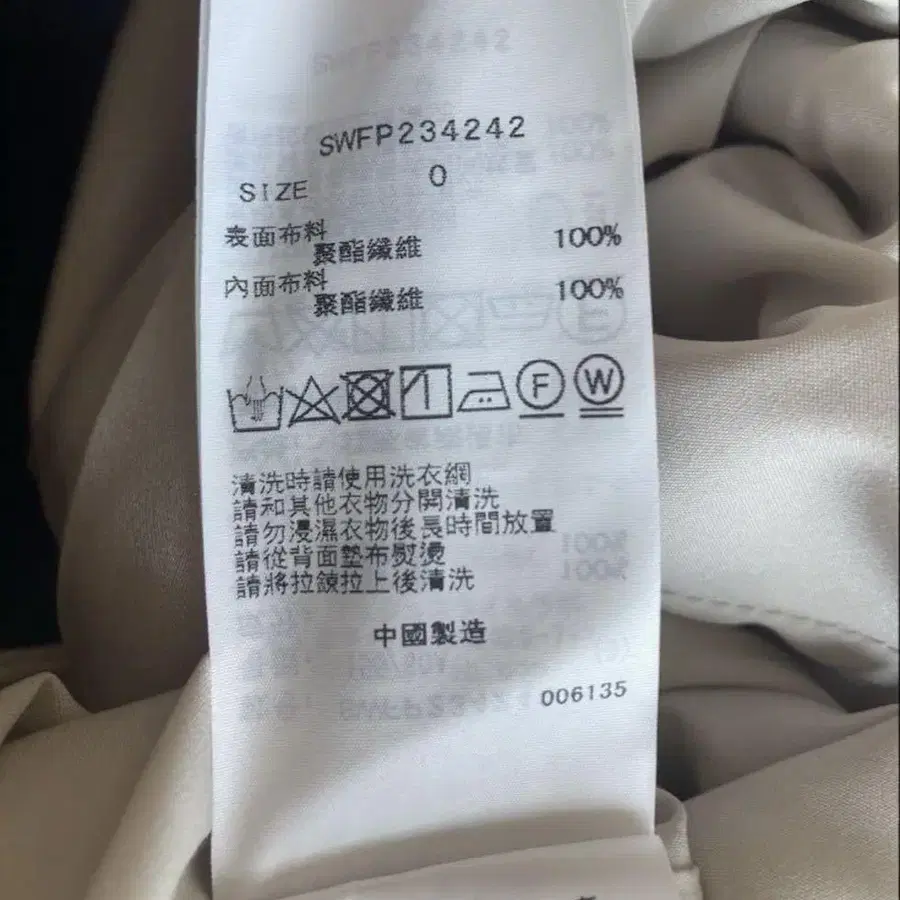 SWFP234242
SIZE 0
表面布料
聚酯纖維 100%
內面布料
聚酯纖維 100%
F W
清洗時請使用洗衣網
請和其他衣物分開清洗
請勿浸濕衣物後長時間放置
請從背面墊布熨燙
請將拉鍊拉上後清洗
中國製造
006135